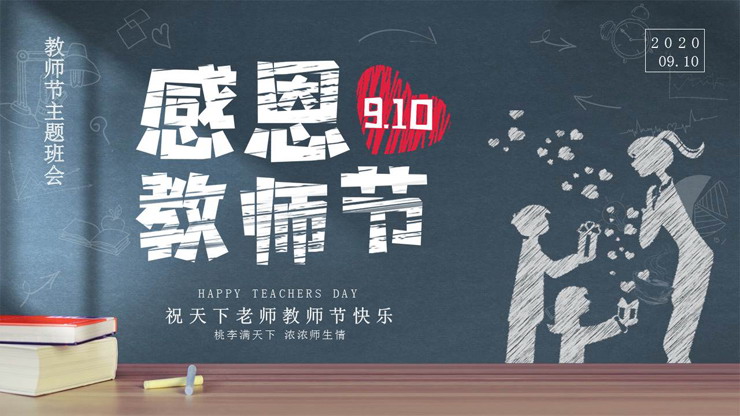 教师节主题班会
2020
09.10
感恩
9.10
教师节
HAPPY TEACHERS DAY
祝天下老师教师节快乐
桃李满天下 浓浓师生情